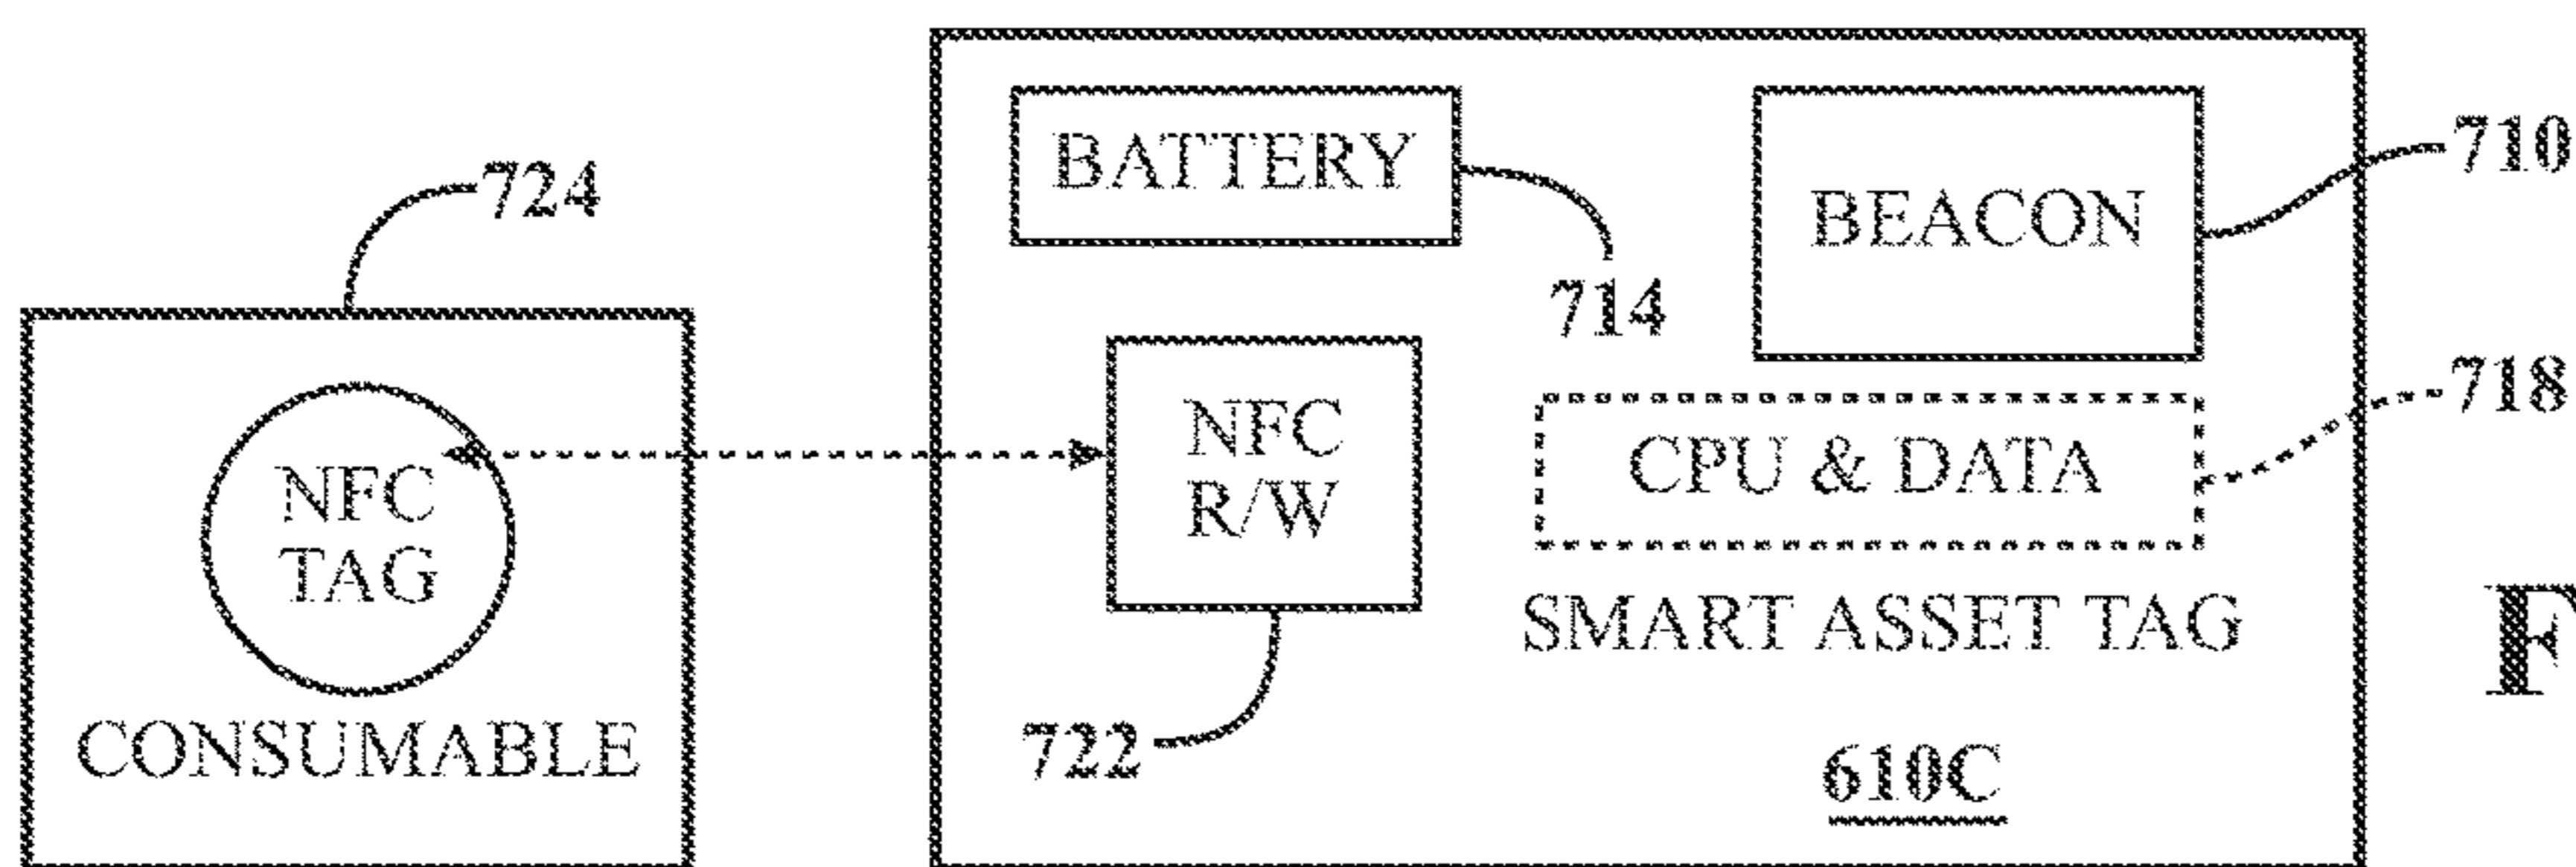 724
NFC
TAG
CONSUMABLE
BATTERY
714
BEACON
710
NFC
R/W
722
CPU & DATA
718
SMART ASSET TAG
610C
F